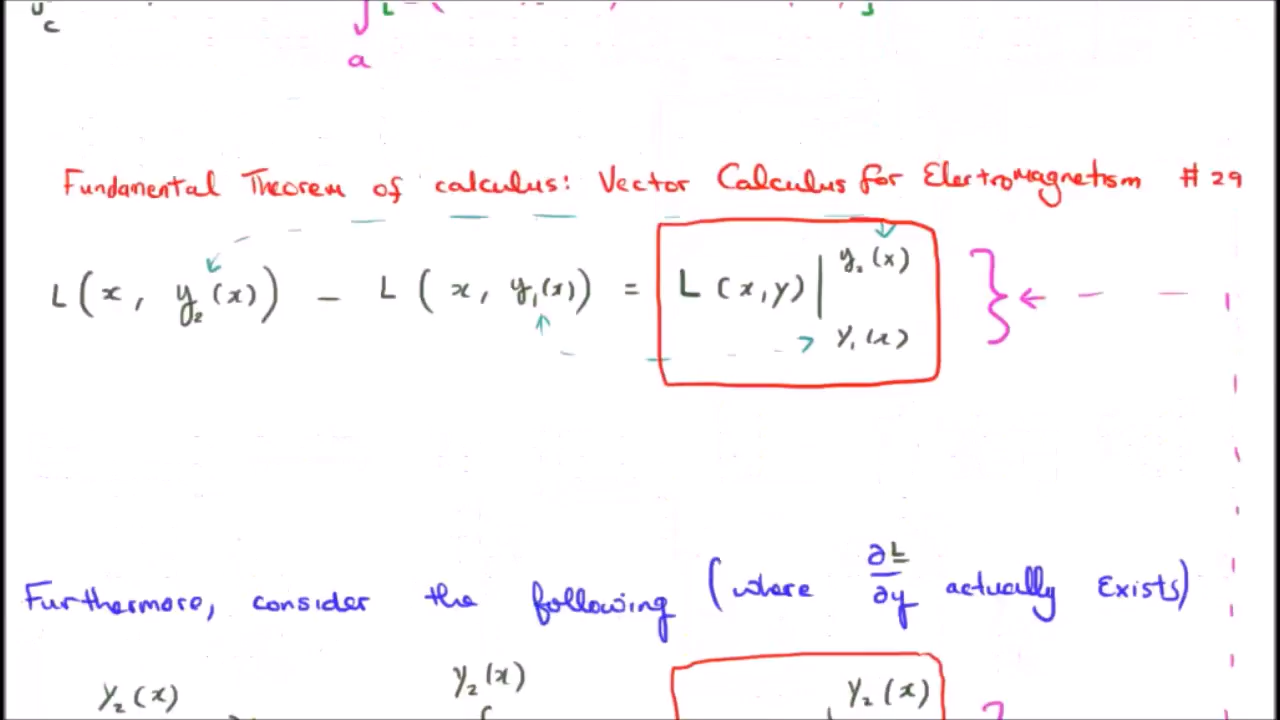 c
a
Fundamental Theorem of calculus: Vector Calculus for Electromagnetism # 29
L(x, y₂(x)) - L(x, y₁(x)) = L(x,y)|
y₂(x)
y₁(x)
Furthermore, consider the following (where ∂L/∂y actually exists)
y₂(x) y₂(x) y₂(x)